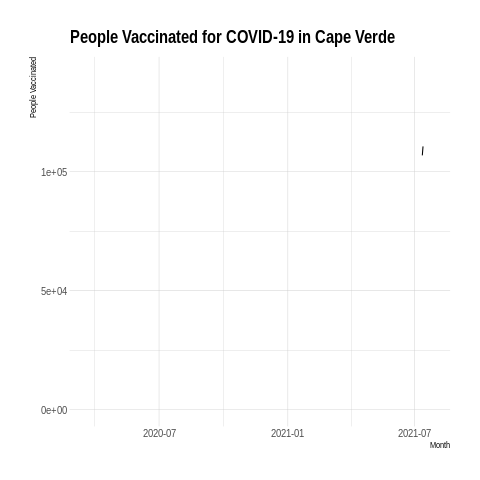 People Vaccinated for COVID-19 in Cape Verde
People Vaccinated
1e+05
5e+04
0e+00
2020-07
2021-01
2021-07
Month